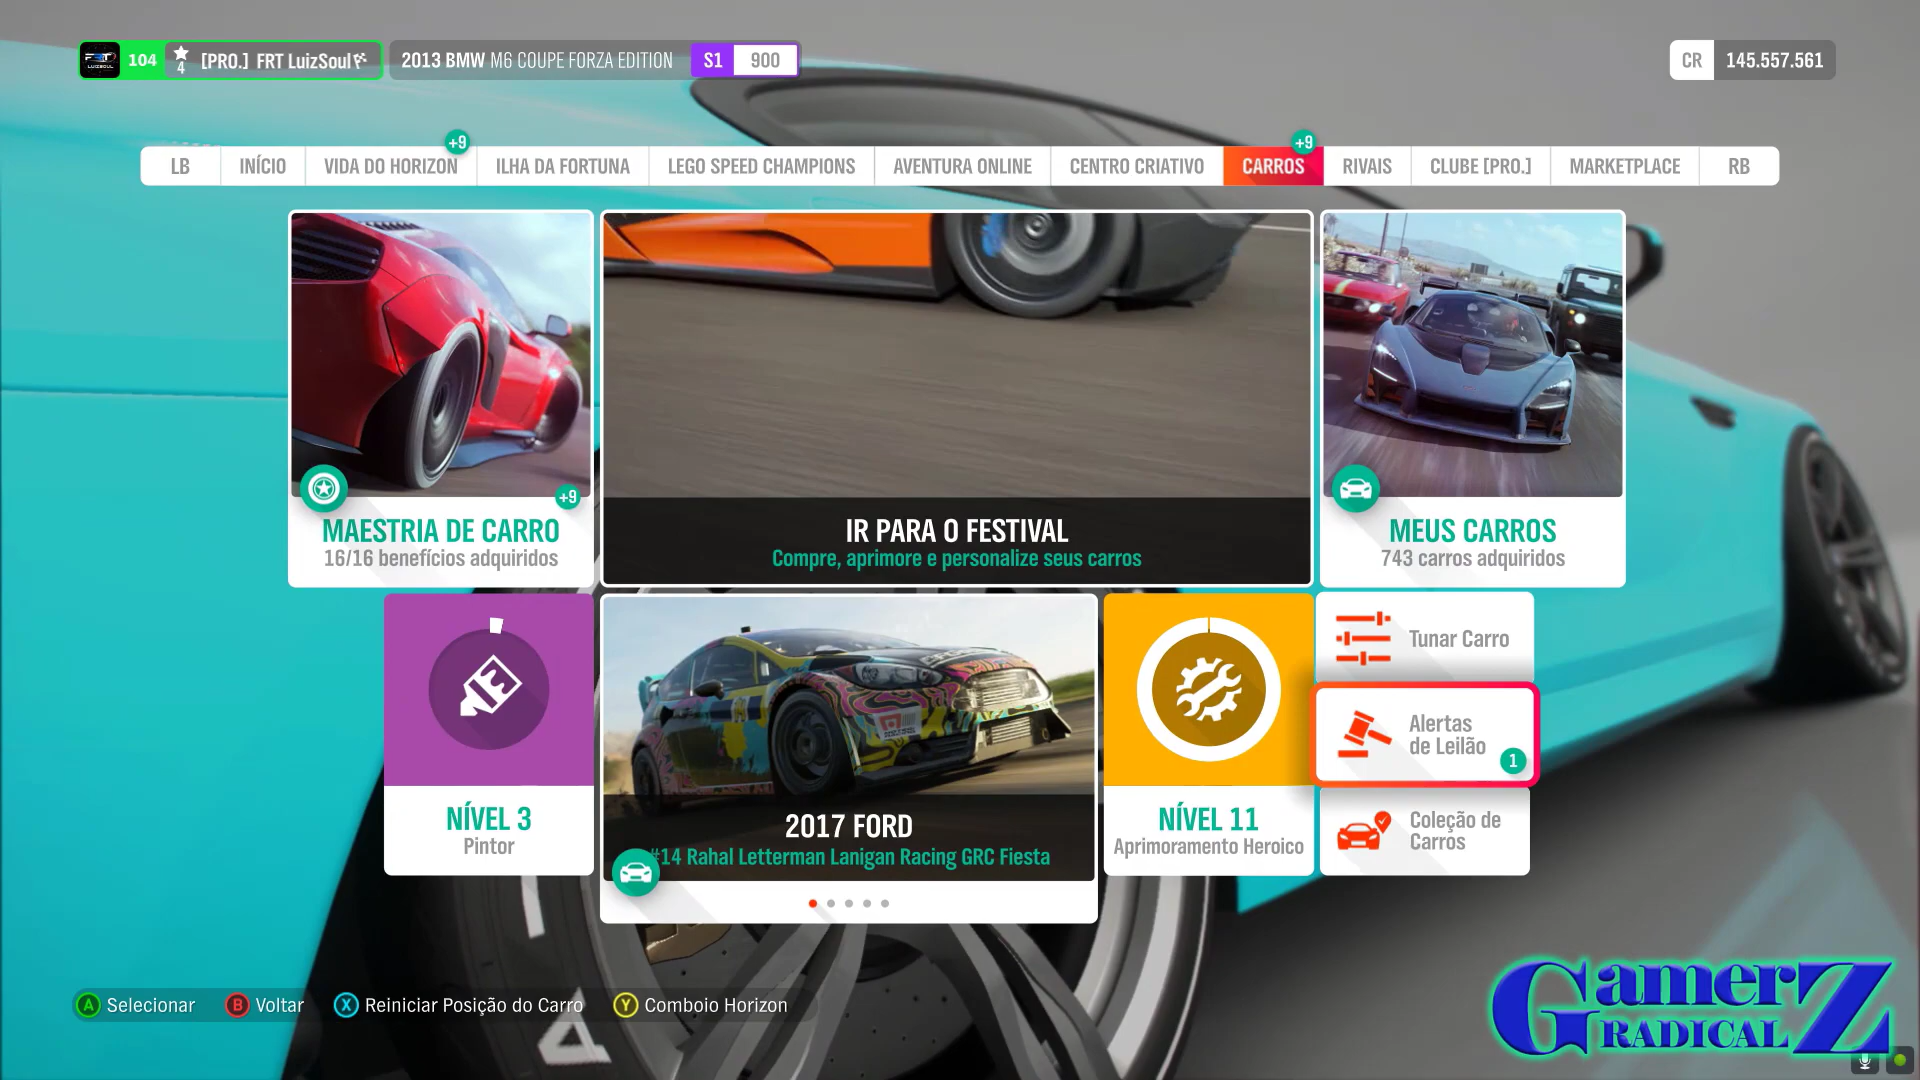 104 4 [PRO.] FRT LuizSoul 2013 BMW M6 COUPE FORZA EDITION S1 900 CR 145.557.561
+9 +9
LB INÍCIO VIDA DO HORIZON ILHA DA FORTUNA LEGO SPEED CHAMPIONS AVENTURA ONLINE CENTRO CRIATIVO CARROS RIVAIS CLUBE [PRO.] MARKETPLACE RB
+9
MAESTRIA DE CARRO
16/16 benefícios adquiridos
IR PARA O FESTIVAL
Compre, aprimore e personalize seus carros
MEUS CARROS
743 carros adquiridos
NÍVEL 3
Pintor
2017 FORD
#14 Rahal Letterman Lanigan Racing GRC Fiesta
NÍVEL 11
Aprimoramento Heroico
Tunar Carro
Alertas
de Leilão
1
Coleção de
Carros
A Selecionar B Voltar X Reiniciar Posição do Carro Y Comboio Horizon
GamerZ
RADICAL